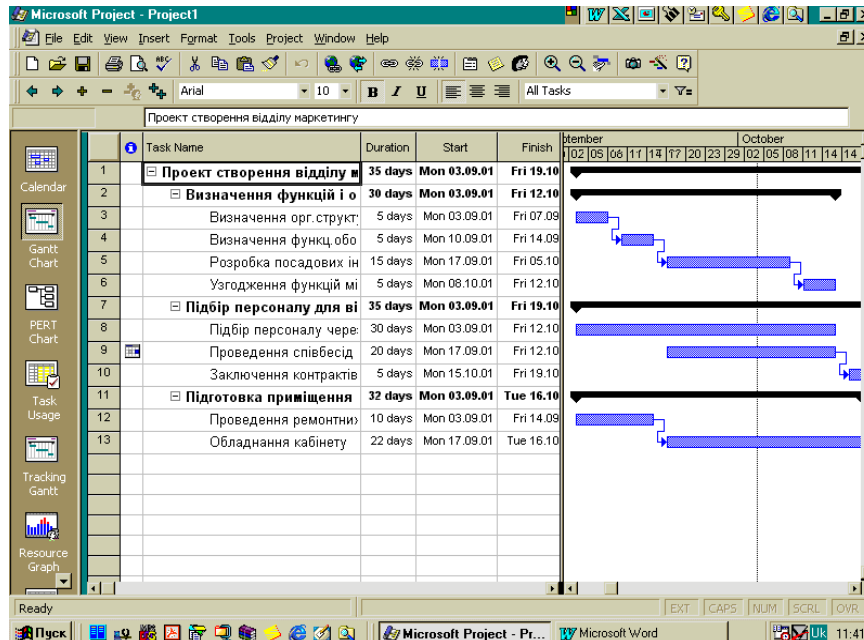 Microsoft Project - Project1
File Edit View Insert Format Tools Project Window Help
Arial 10 B I U All Tasks
Проект створення відділу маркетингу
Task Name Duration Start Finish tember October
02 05 08 11 14 17 20 23 29 02 05 08 11 14 14
1 Проект створення відділу м 35 days Mon 03.09.01 Fri 19.10
2 Визначення функцій і о 30 days Mon 03.09.01 Fri 12.10
3 Визначення орг.структ 5 days Mon 03.09.01 Fri 07.09
4 Визначення функц.обо 5 days Mon 10.09.01 Fri 14.09
5 Розробка посадових ін 15 days Mon 17.09.01 Fri 05.10
6 Узгодження функцій мі 5 days Mon 08.10.01 Fri 12.10
7 Підбір персоналу для ві 35 days Mon 03.09.01 Fri 19.10
8 Підбір персоналу чере 30 days Mon 03.09.01 Fri 12.10
9 Проведення співбесід 20 days Mon 17.09.01 Fri 12.10
10 Заключення контрактів 5 days Mon 15.10.01 Fri 19.10
11 Підготовка приміщення 32 days Mon 03.09.01 Tue 16.10
12 Проведення ремонтни 10 days Mon 03.09.01 Fri 14.09
13 Обладнання кабінету 22 days Mon 17.09.01 Tue 16.10
Calendar
Gantt
Chart
PERT
Chart
Task
Usage
Tracking
Gantt
Resource
Graph
Ready EXT CAPS NUM SCRL OVR
Пуск Microsoft Project - Pr... Microsoft Word Uk 11:4